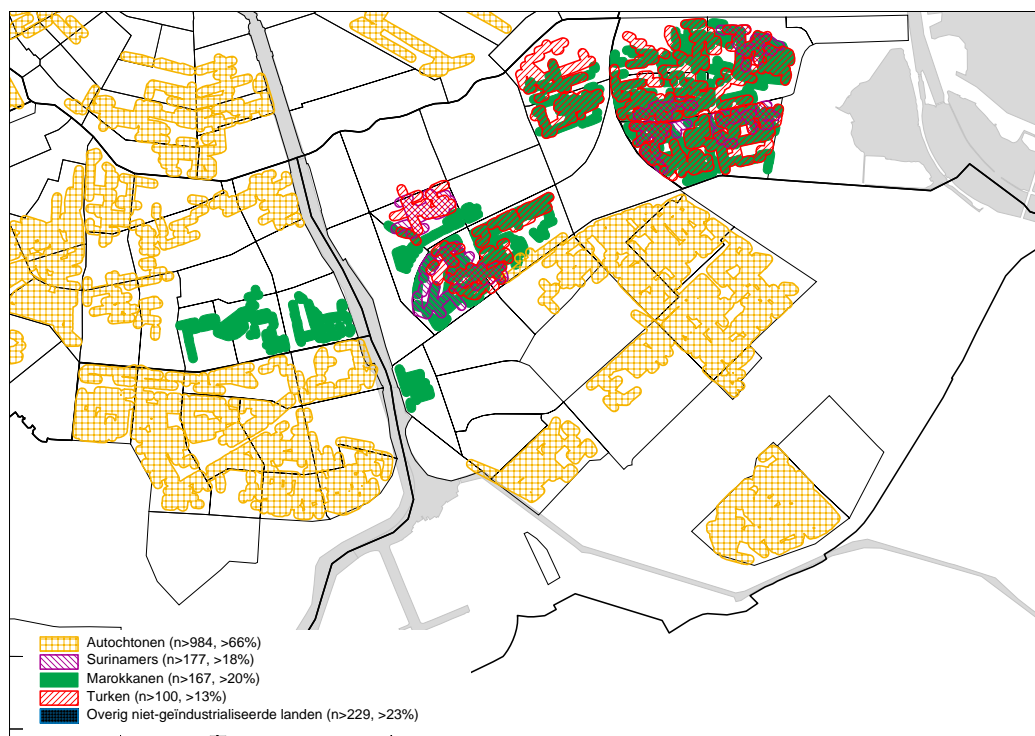 Autochtonen (n>984, >66%)
Surinamers (n>177, >18%)
Marokkanen (n>167, >20%)
Turken (n>100, >13%)
Overig niet-geïndustrialiseerde landen (n>229, >23%)